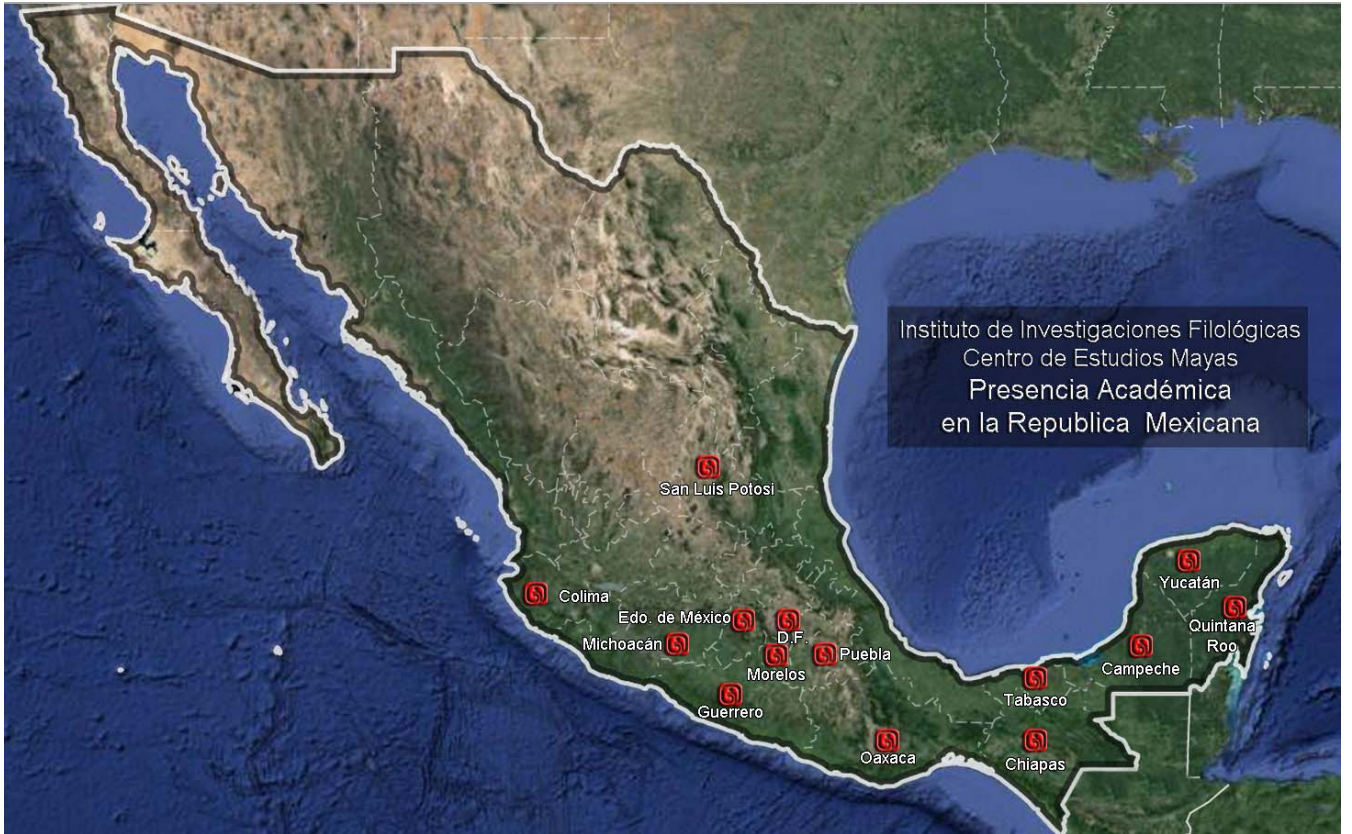 Instituto de Investigaciones Filológicas
Centro de Estudios Mayas
Presencia Académica
en la Republica Mexicana
San Luis Potosi
Yucatán
Colima
Edo. de México
Quintana
Roo
D.F.
Michoacán
Puebla
Morelos
Campeche
Tabasco
Guerrero
Oaxaca
Chiapas